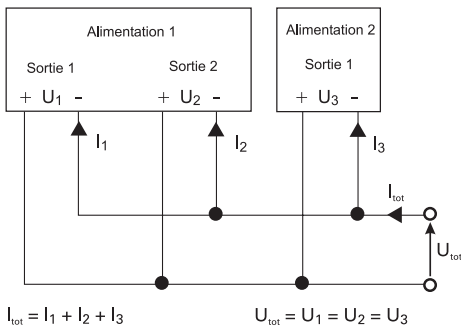 Alimentation 1
Alimentation 2
Sortie 1
Sortie 2
Sortie 1
+ U1 −
+ U2 −
+ U3 −
I1
I2
I3
Itot
Utot
Itot = I1 + I2 + I3
Utot = U1 = U2 = U3